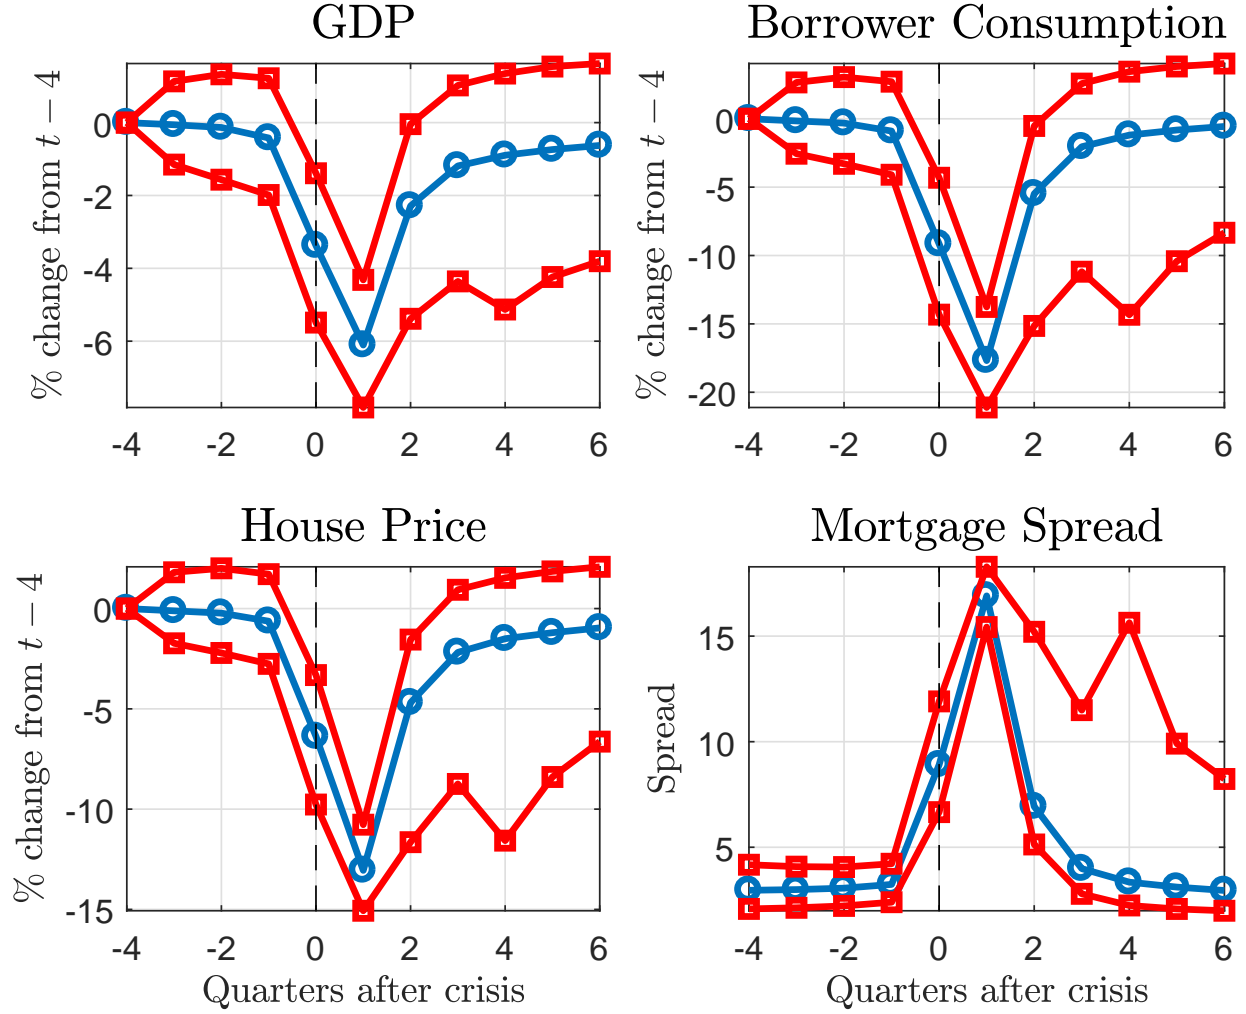 GDP
Borrower Consumption
% change from t − 4
0
-2
-4
-6
-4 -2 0 2 4 6
% change from t − 4
0
-5
-10
-15
-20
-4 -2 0 2 4 6
House Price
Mortgage Spread
% change from t − 4
0
-5
-10
-15
-4 -2 0 2 4 6
Quarters after crisis
Spread
15
10
5
-4 -2 0 2 4 6
Quarters after crisis